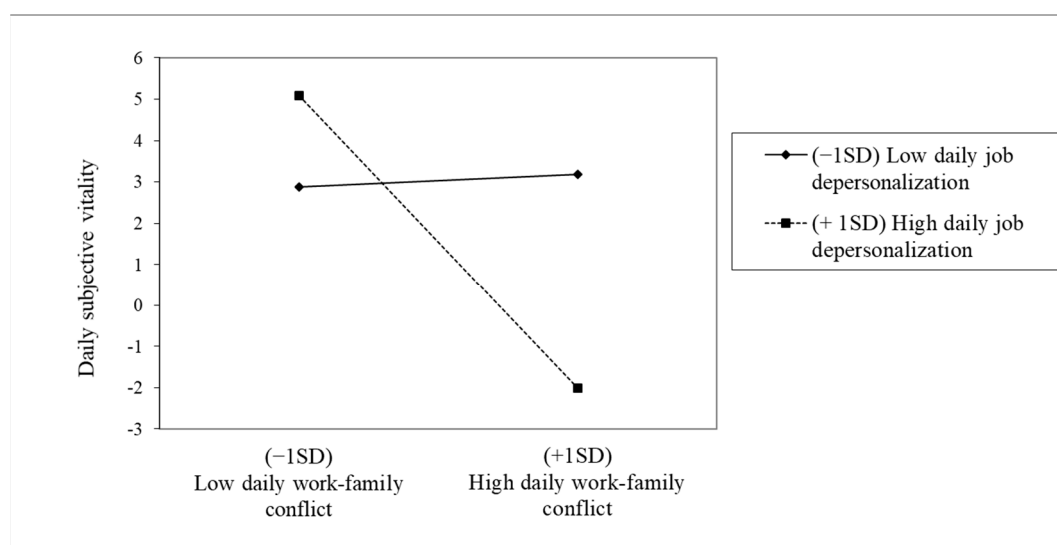 6
5
4
3
2
1
0
-1
-2
-3
Daily subjective vitality
(−1SD)
Low daily work-family
conflict
(+1SD)
High daily work-family
conflict
(−1SD) Low daily job
depersonalization
(+ 1SD) High daily job
depersonalization